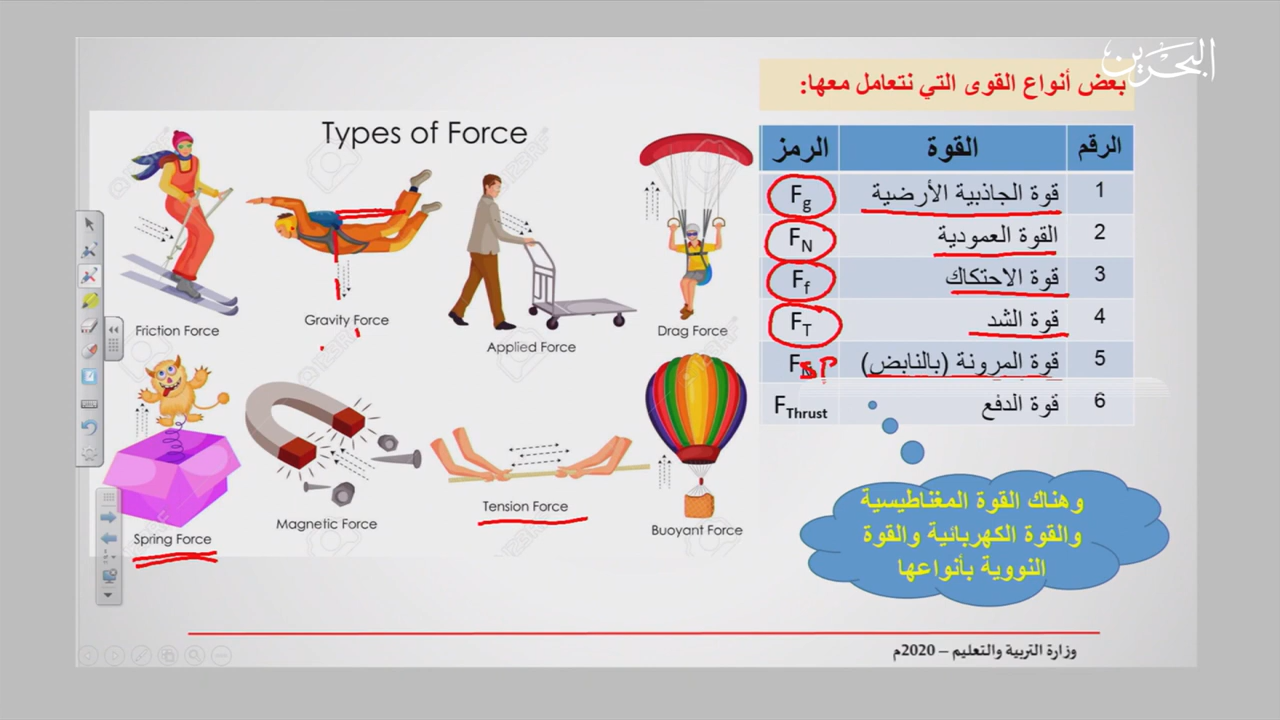 البحرين
بعض أنواع القوى التي نتعامل معها:
الرقم القوة الرمز
1 قوة الجاذبية الأرضية Fg
2 القوة العمودية FN
3 قوة الاحتكاك Ff
4 قوة الشد FT
5 قوة المرونة (بالنابض) F SP
6 قوة الدفع FThrust
وهناك القوة المغناطيسية
والقوة الكهربائية والقوة
النووية بأنواعها
Types of Force
Friction Force
Gravity Force
Applied Force
Drag Force
Spring Force
Magnetic Force
Tension Force
Buoyant Force
وزارة التربية والتعليم – 2020م